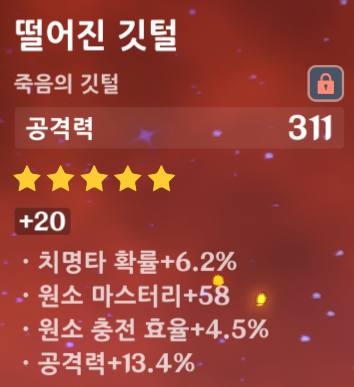 떨어진 깃털
죽음의 깃털
공격력 311
+20
· 치명타 확률+6.2%
· 원소 마스터리+58
· 원소 충전 효율+4.5%
· 공격력+13.4%